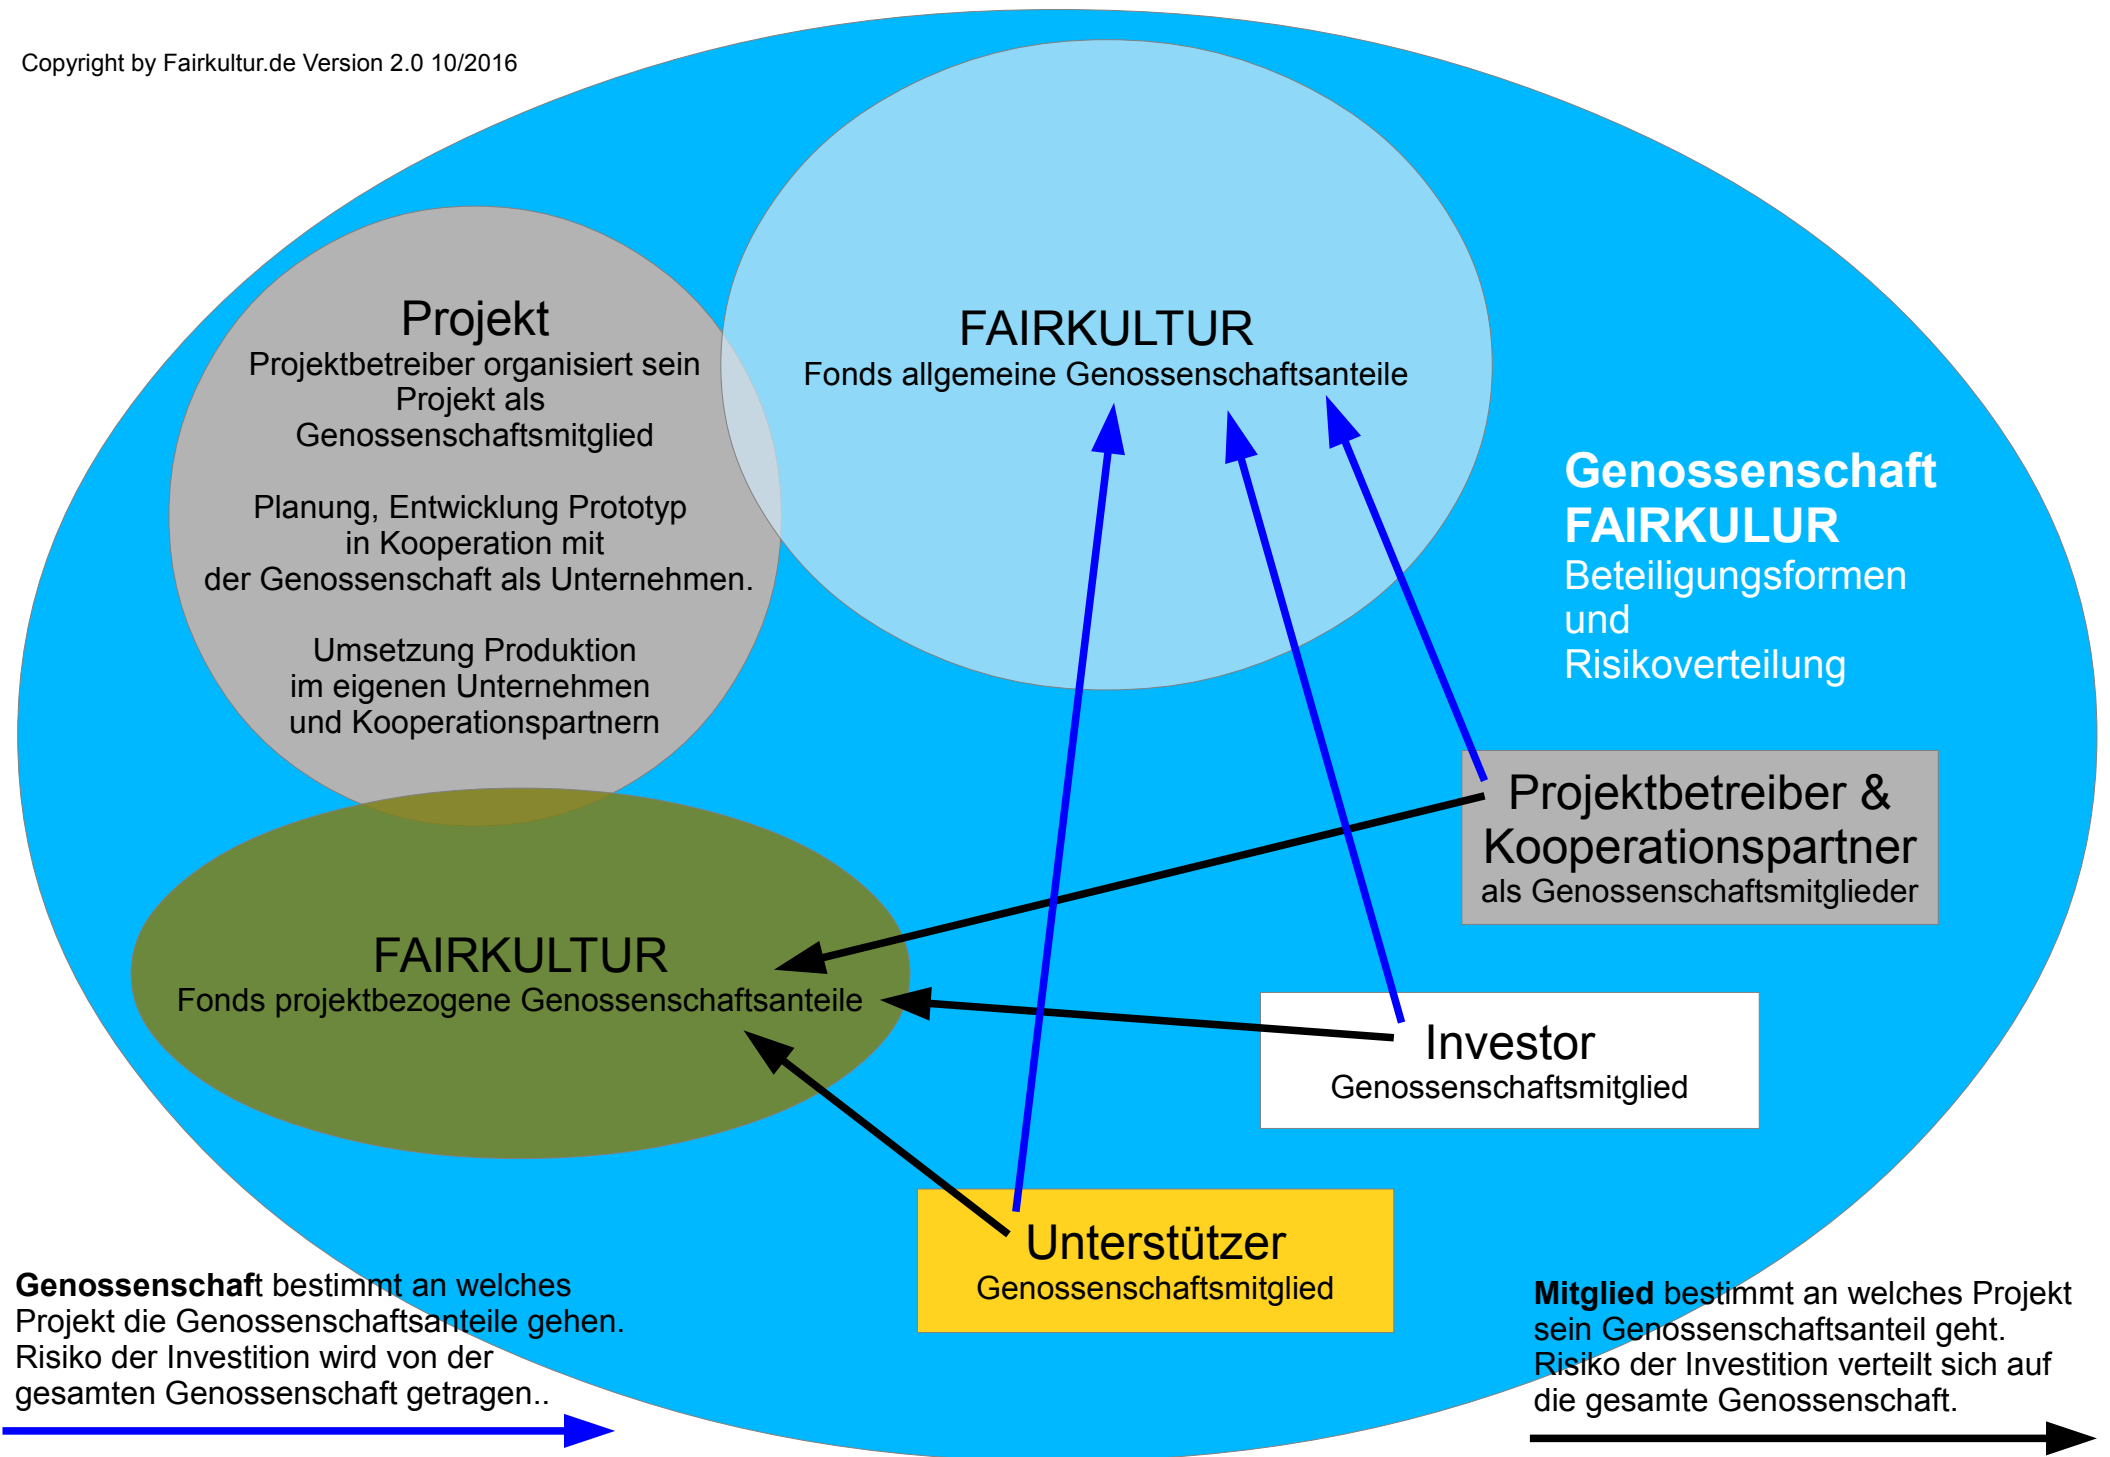 Copyright by Fairkultur.de Version 2.0 10/2016
Projekt
Projektbetreiber organisiert sein
Projekt als
Genossenschaftsmitglied
Planung, Entwicklung Prototyp
in Kooperation mit
der Genossenschaft als Unternehmen.
Umsetzung Produktion
im eigenen Unternehmen
und Kooperationspartnern
FAIRKULTUR
Fonds allgemeine Genossenschaftsanteile
Genossenschaft
FAIRKULUR
Beteiligungsformen
und
Risikoverteilung
Projektbetreiber &
Kooperationspartner
als Genossenschaftsmitglieder
FAIRKULTUR
Fonds projektbezogene Genossenschaftsanteile
Investor
Genossenschaftsmitglied
Unterstützer
Genossenschaftsmitglied
Genossenschaft bestimmt an welches
Projekt die Genossenschaftsanteile gehen.
Risiko der Investition wird von der
gesamten Genossenschaft getragen..
Mitglied bestimmt an welches Projekt
sein Genossenschaftsanteil geht.
Risiko der Investition verteilt sich auf
die gesamte Genossenschaft.